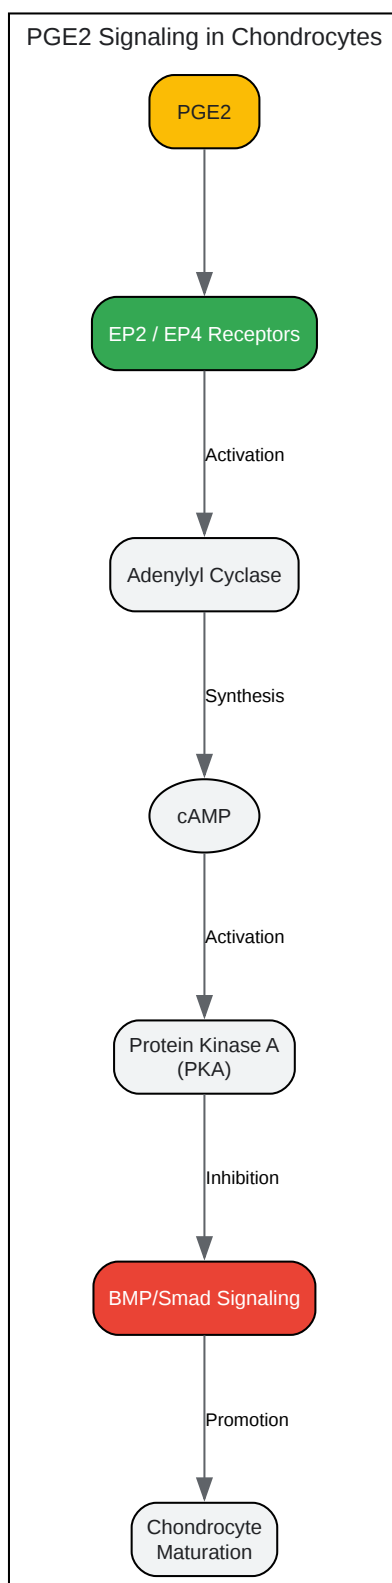 PGE2 Signaling in Chondrocytes
PGE2
EP2 / EP4 Receptors
Activation
Adenylyl Cyclase
Synthesis
cAMP
Activation
Protein Kinase A
(PKA)
Inhibition
BMP/Smad Signaling
Promotion
Chondrocyte
Maturation